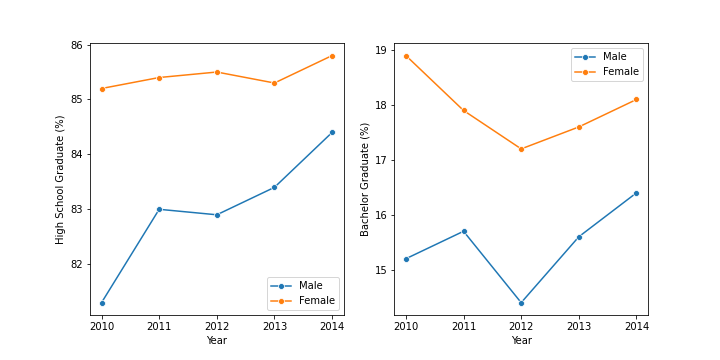 High School Graduate (%)
86
85
84
83
82
2010 2011 2012 2013 2014
Year
Male
Female
Bachelor Graduate (%)
19
18
17
16
15
2010 2011 2012 2013 2014
Year
Male
Female